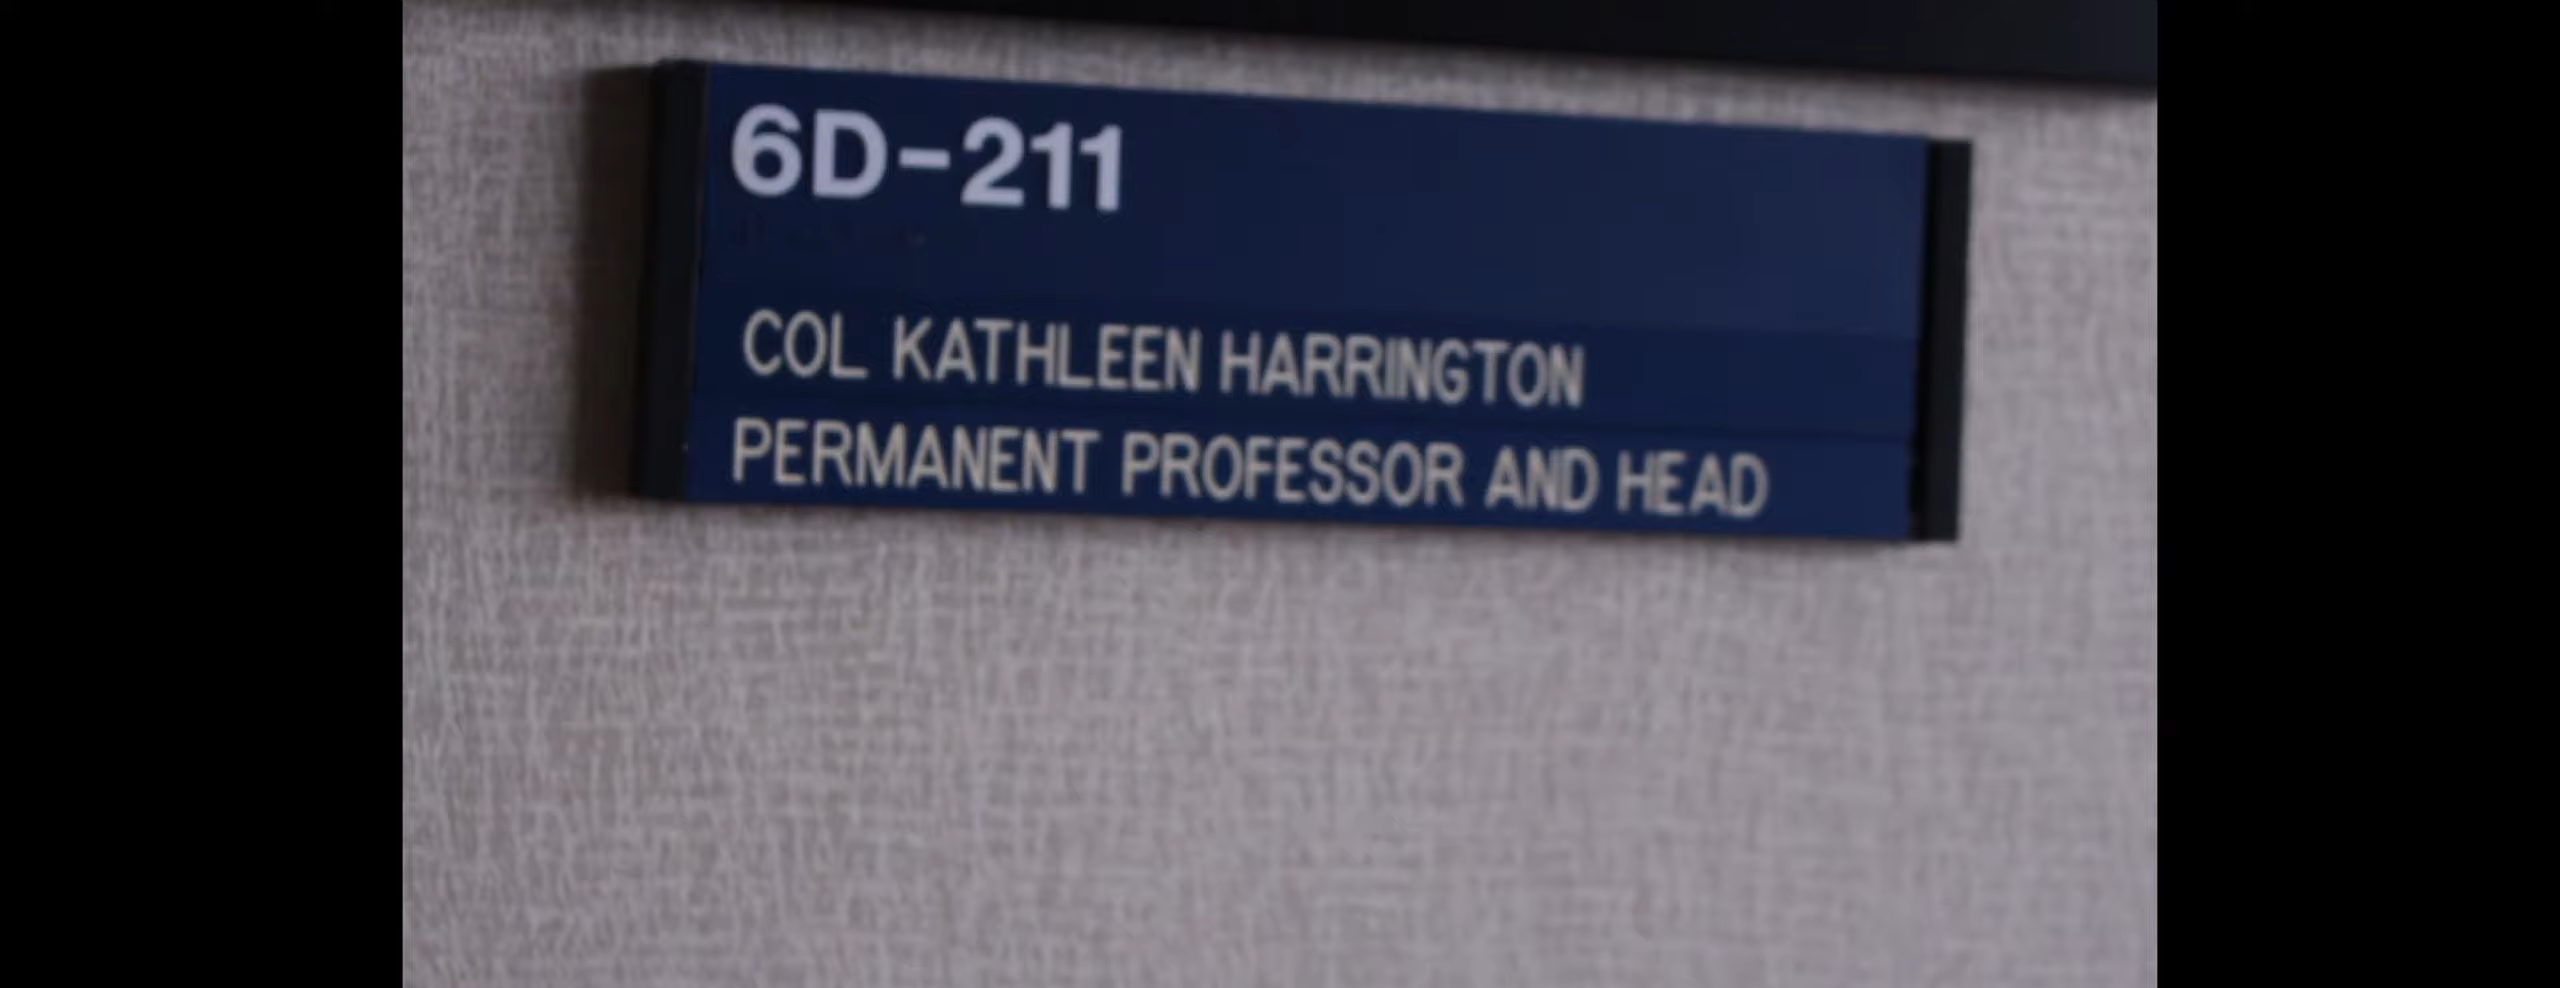 6D-211
COL KATHLEEN HARRINGTON
PERMANENT PROFESSOR AND HEAD